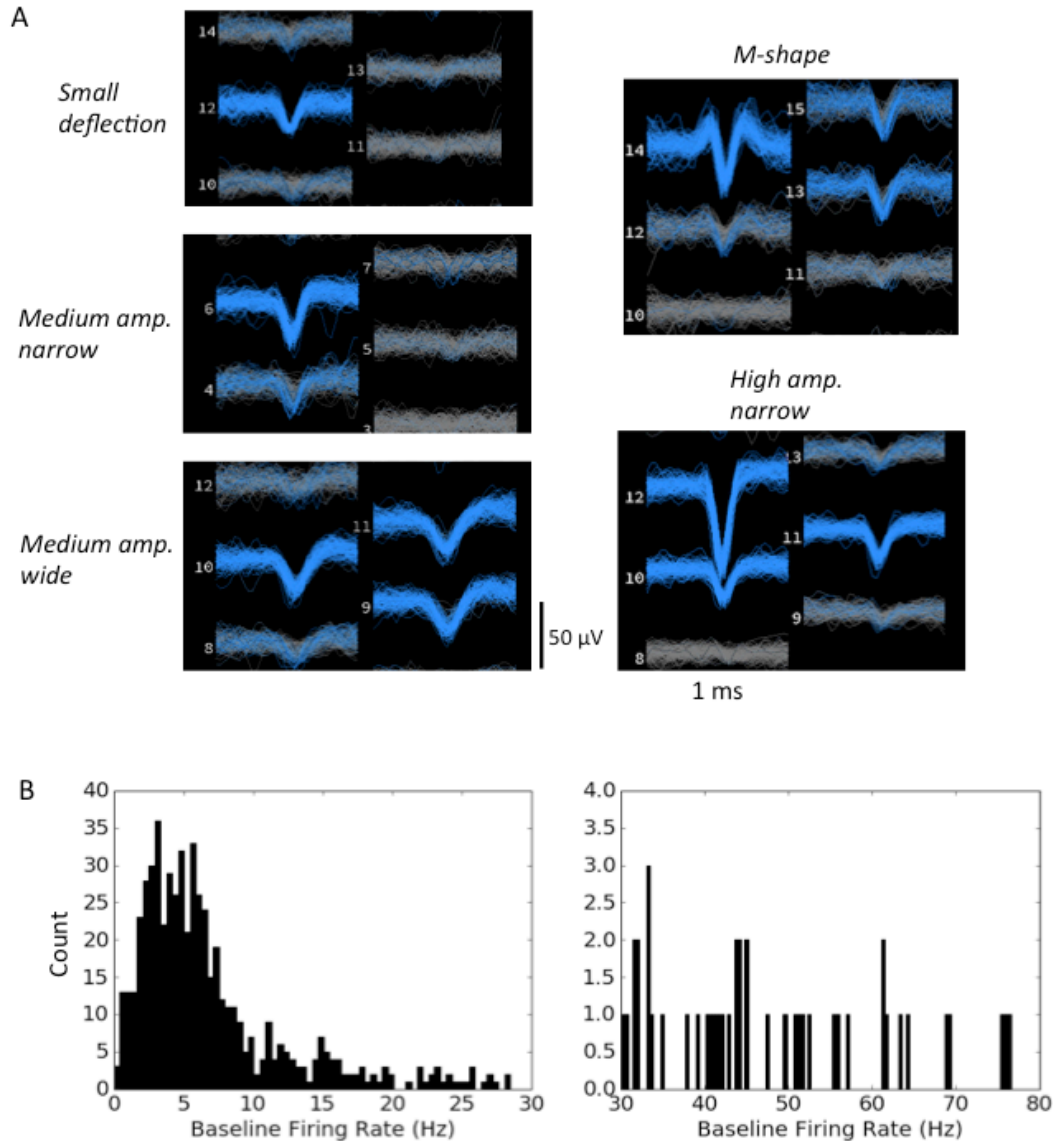 A
Small
deflection
14
12
10
13
11
M-shape
14
12
10
15
13
11
Medium amp.
narrow
6
4
7
5
3
High amp.
narrow
Medium amp.
wide
12
10
8
11
9
50 µV
12
10
8
13
11
9
1 ms
B
Count
40
35
30
25
20
15
10
5
0
0 5 10 15 20 25 30
Baseline Firing Rate (Hz)
4.0
3.5
3.0
2.5
2.0
1.5
1.0
0.5
0.0
30 40 50 60 70 80
Baseline Firing Rate (Hz)